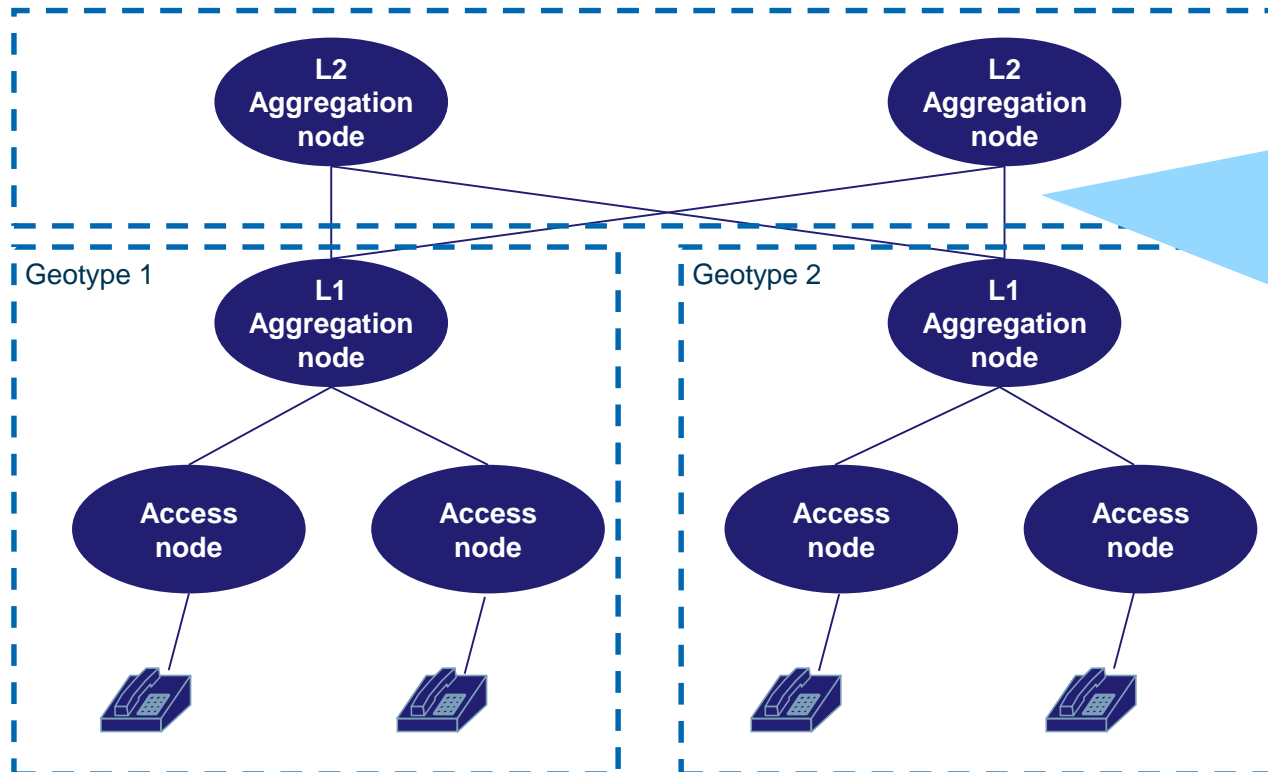 L2
Aggregation
node
L2
Aggregation
node
Geotype 1
L1
Aggregation
node
Geotype 2
L1
Aggregation
node
Access
node
Access
node
Access
node
Access
node